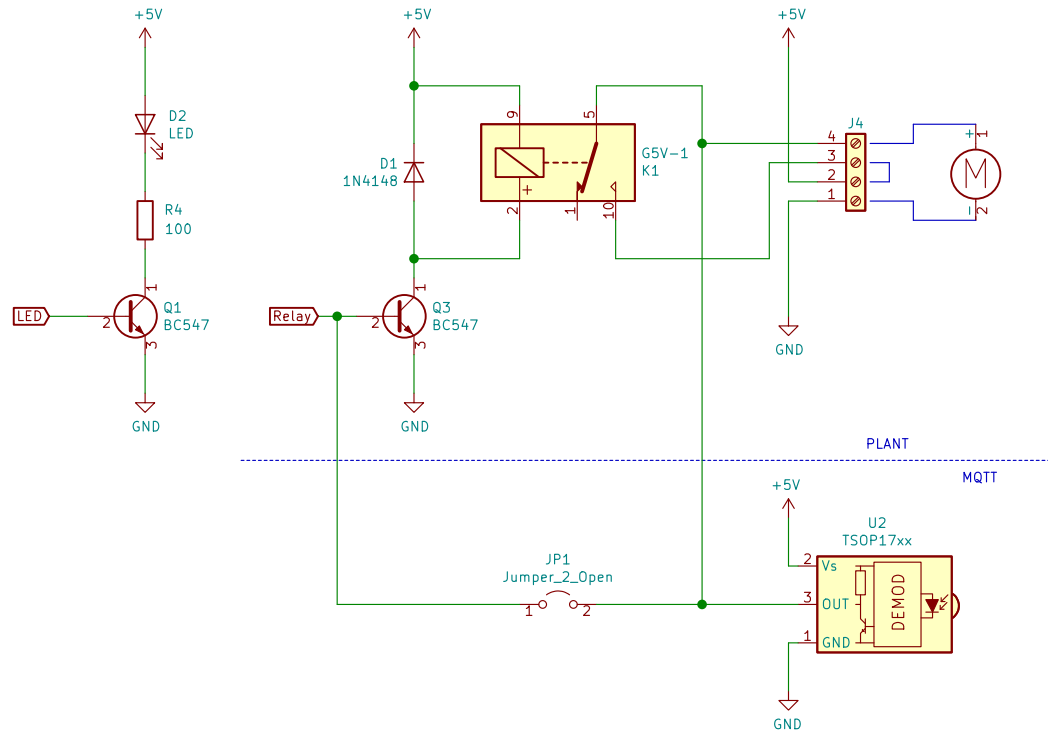 +5V
+5V
+5V
D2
LED
R4
100
1
2
3
Q1
BC547
LED
GND
D1
1N4148
9
5
2
1
10
+
G5V-1
K1
Relay
1
2
3
Q3
BC547
GND
J4
4
3
2
1
+
1
M
-
2
GND
PLANT
MQTT
+5V
U2
TSOP17xx
JP1
Jumper_2_Open
1
2
2
Vs
3
OUT
1
GND
DEMOD
GND